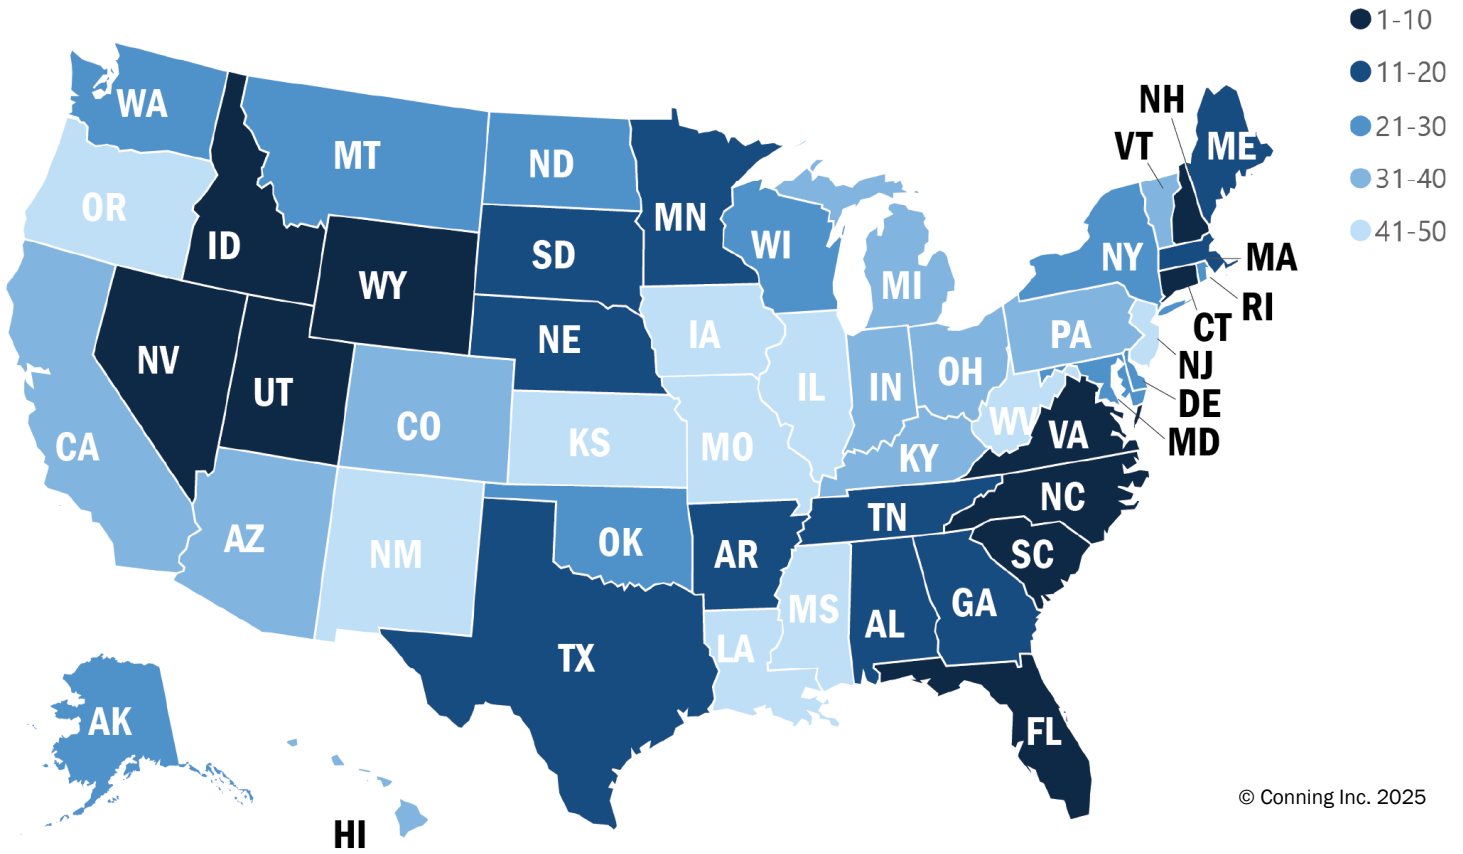 1-10
11-20
21-30
31-40
41-50
WA
MT
ND
MN
OR
ID
WY
SD
WI
MI
NY
VT
NH
ME
MA
RI
CT
NJ
DE
MD
NV
UT
NE
IA
IL
IN
OH
PA
CA
CO
KS
MO
KY
WV
VA
AZ
NM
OK
AR
TN
NC
SC
TX
LA
MS
AL
GA
FL
AK
HI
© Conning Inc. 2025